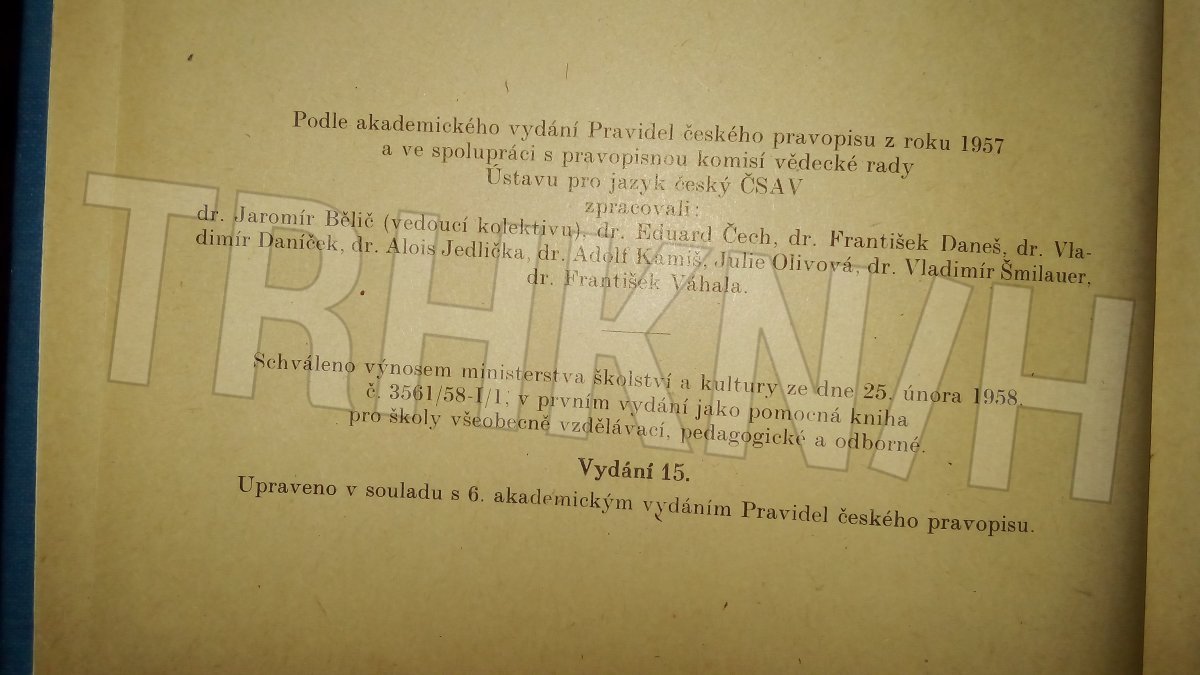 Podle akademického vydání Pravidel českého pravopisu z roku 1957
a ve spolupráci s pravopisnou komisí vědecké rady
Ústavu pro jazyk český ČSAV
zpracovali:
dr. Jaromír Bělič (vedoucí kolektivu), dr. Eduard Čech, dr. František Daneš, dr. Vla-
dimír Daníček, dr. Alois Jedlička, dr. Adolf Kamiš, Julie Olivová, dr. Vladimír Šmilauer,
dr. František Váhala.
Schváleno výnosem ministerstva školství a kultury ze dne 25. února 1958,
č. 3561/58-I/1, v prvním vydání jako pomocná kniha
pro školy všeobecně vzdělávací, pedagogické a odborné.
Vydání 15.
Upraveno v souladu s 6. akademickým vydáním Pravidel českého pravopisu.
TRHKN/H